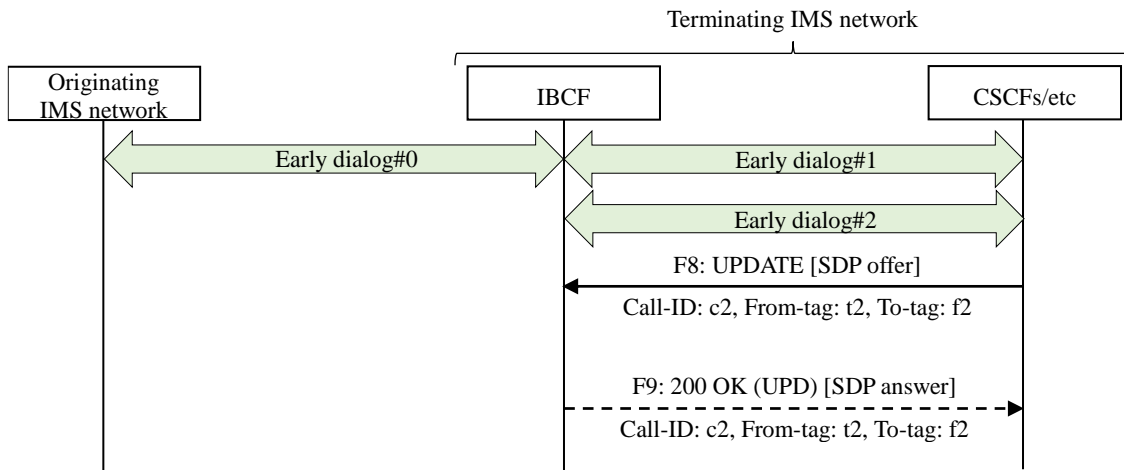 Terminating IMS network
Originating
IMS network
IBCF
CSCFs/etc
Early dialog#0
Early dialog#1
Early dialog#2
F8: UPDATE [SDP offer]
Call-ID: c2, From-tag: t2, To-tag: f2
F9: 200 OK (UPD) [SDP answer]
Call-ID: c2, From-tag: t2, To-tag: f2